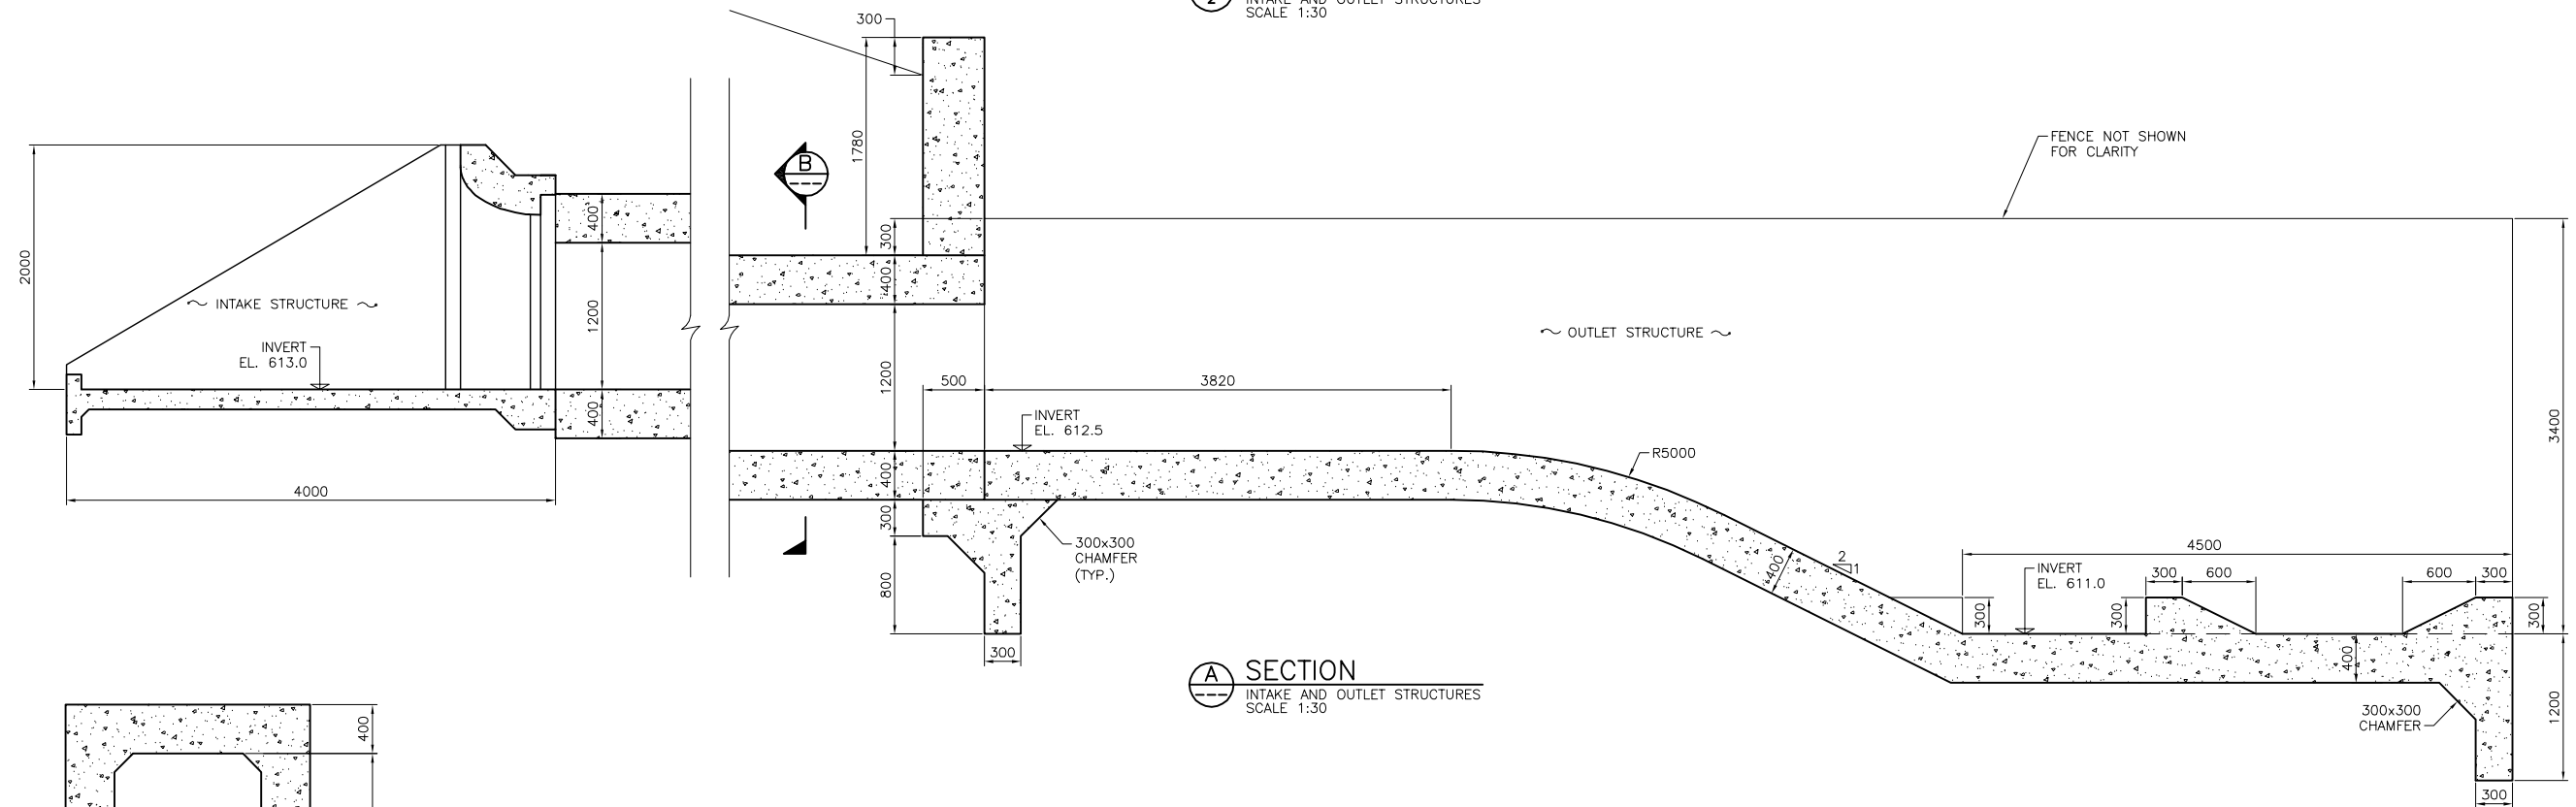 2
INTAKE AND OUTLET STRUCTURES
SCALE 1:30
300
1780
B
FENCE NOT SHOWN
FOR CLARITY
2000
400
300
400
INTAKE STRUCTURE
1200
OUTLET STRUCTURE
INVERT
EL. 613.0
1200
500
3820
400
INVERT
EL. 612.5
3400
R5000
400
4000
300
300x300
CHAMFER
(TYP.)
800
300
400
2
1
4500
INVERT
EL. 611.0
300
600
600
300
300
300
300
400
A
SECTION
INTAKE AND OUTLET STRUCTURES
SCALE 1:30
300x300
CHAMFER
1200
300
400